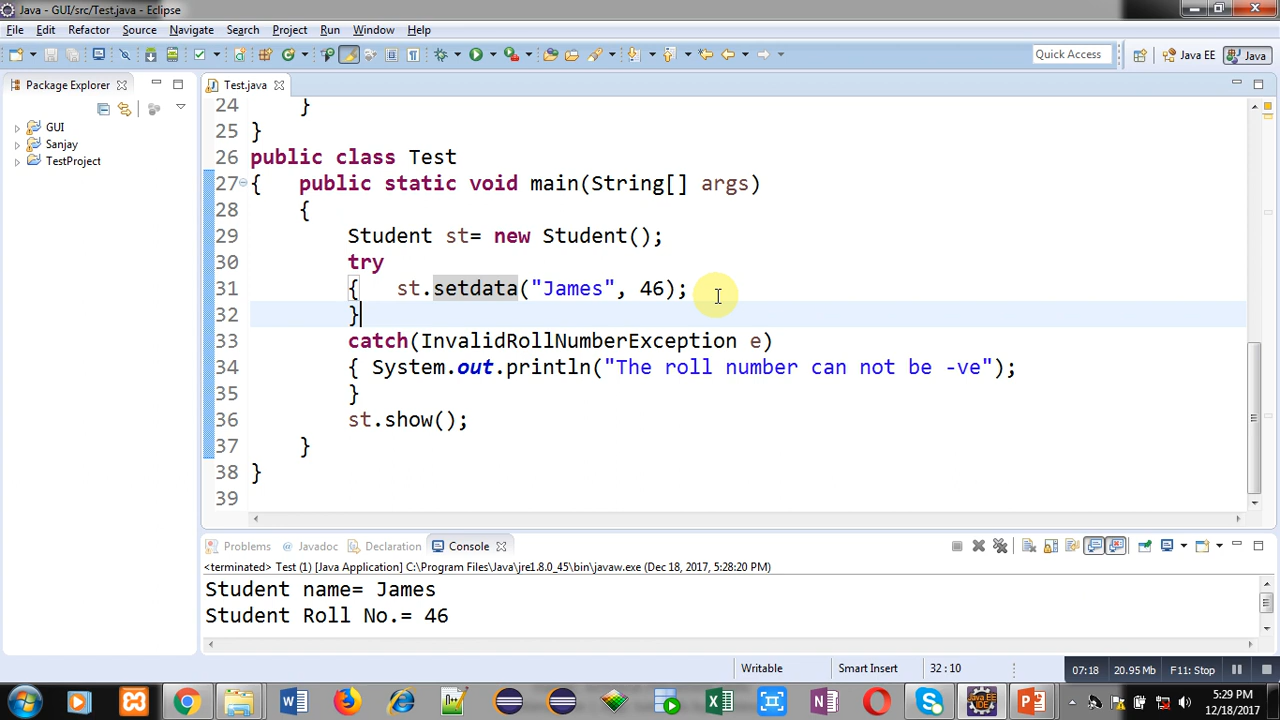 Java - GUI/src/Test.java - Eclipse
File Edit Refactor Source Navigate Search Project Run Window Help
Quick Access Java EE Java
Package Explorer
GUI
Sanjay
TestProject
Test.java
24 }
25 }
26 public class Test
27 { public static void main(String[] args)
28 {
29 Student st= new Student();
30 try
31 { st.setdata("James", 46);
32 }
33 catch(InvalidRollNumberException e)
34 { System.out.println("The roll number can not be -ve");
35 }
36 st.show();
37 }
38 }
39
Problems @ Javadoc Declaration Console
<terminated> Test (1) [Java Application] C:\Program Files\Java\jre1.8.0_45\bin\javaw.exe (Dec 18, 2017, 5:28:20 PM)
Student name= James
Student Roll No.= 46
Writable Smart Insert 32 : 10 07:18 20.95 Mb F11: Stop
5:29 PM
12/18/2017